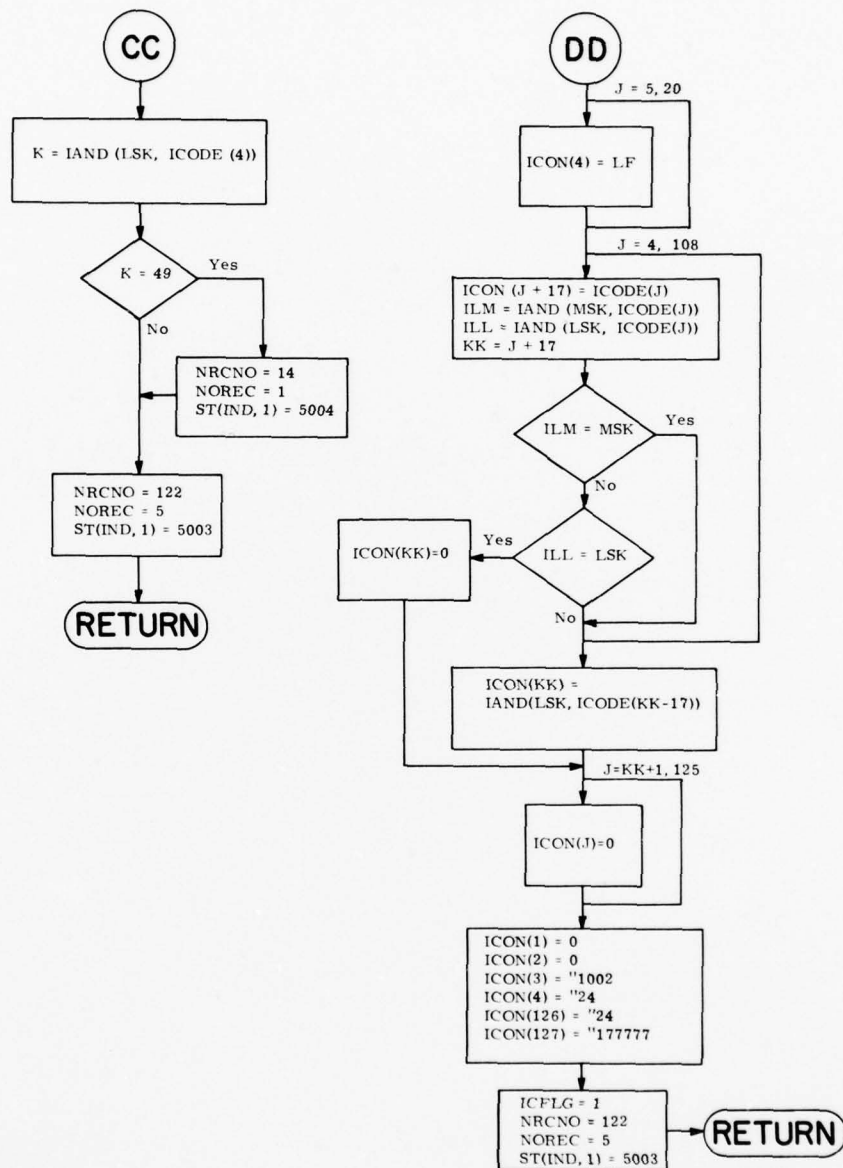 CC
K = IAND (LSK, ICODE (4))
K = 49
Yes
No
NRCNO = 14
NOREC = 1
ST(IND, 1) = 5004
NRCNO = 122
NOREC = 5
ST(IND, 1) = 5003
RETURN
DD
J = 5, 20
ICON(4) = LF
J = 4, 108
ICON (J + 17) = ICODE(J)
ILM = IAND (MSK, ICODE(J))
ILL = IAND (LSK, ICODE(J))
KK = J + 17
ILM = MSK
Yes
No
ILL = LSK
Yes
ICON(KK)=0
No
ICON(KK) =
IAND(LSK, ICODE(KK-17))
J=KK+1, 125
ICON(J)=0
ICON(1) = 0
ICON(2) = 0
ICON(3) = "1002
ICON(4) = "24
ICON(126) = "24
ICON(127) = "177777
ICFLG = 1
NRCNO = 122
NOREC = 5
ST(IND, 1) = 5003
RETURN